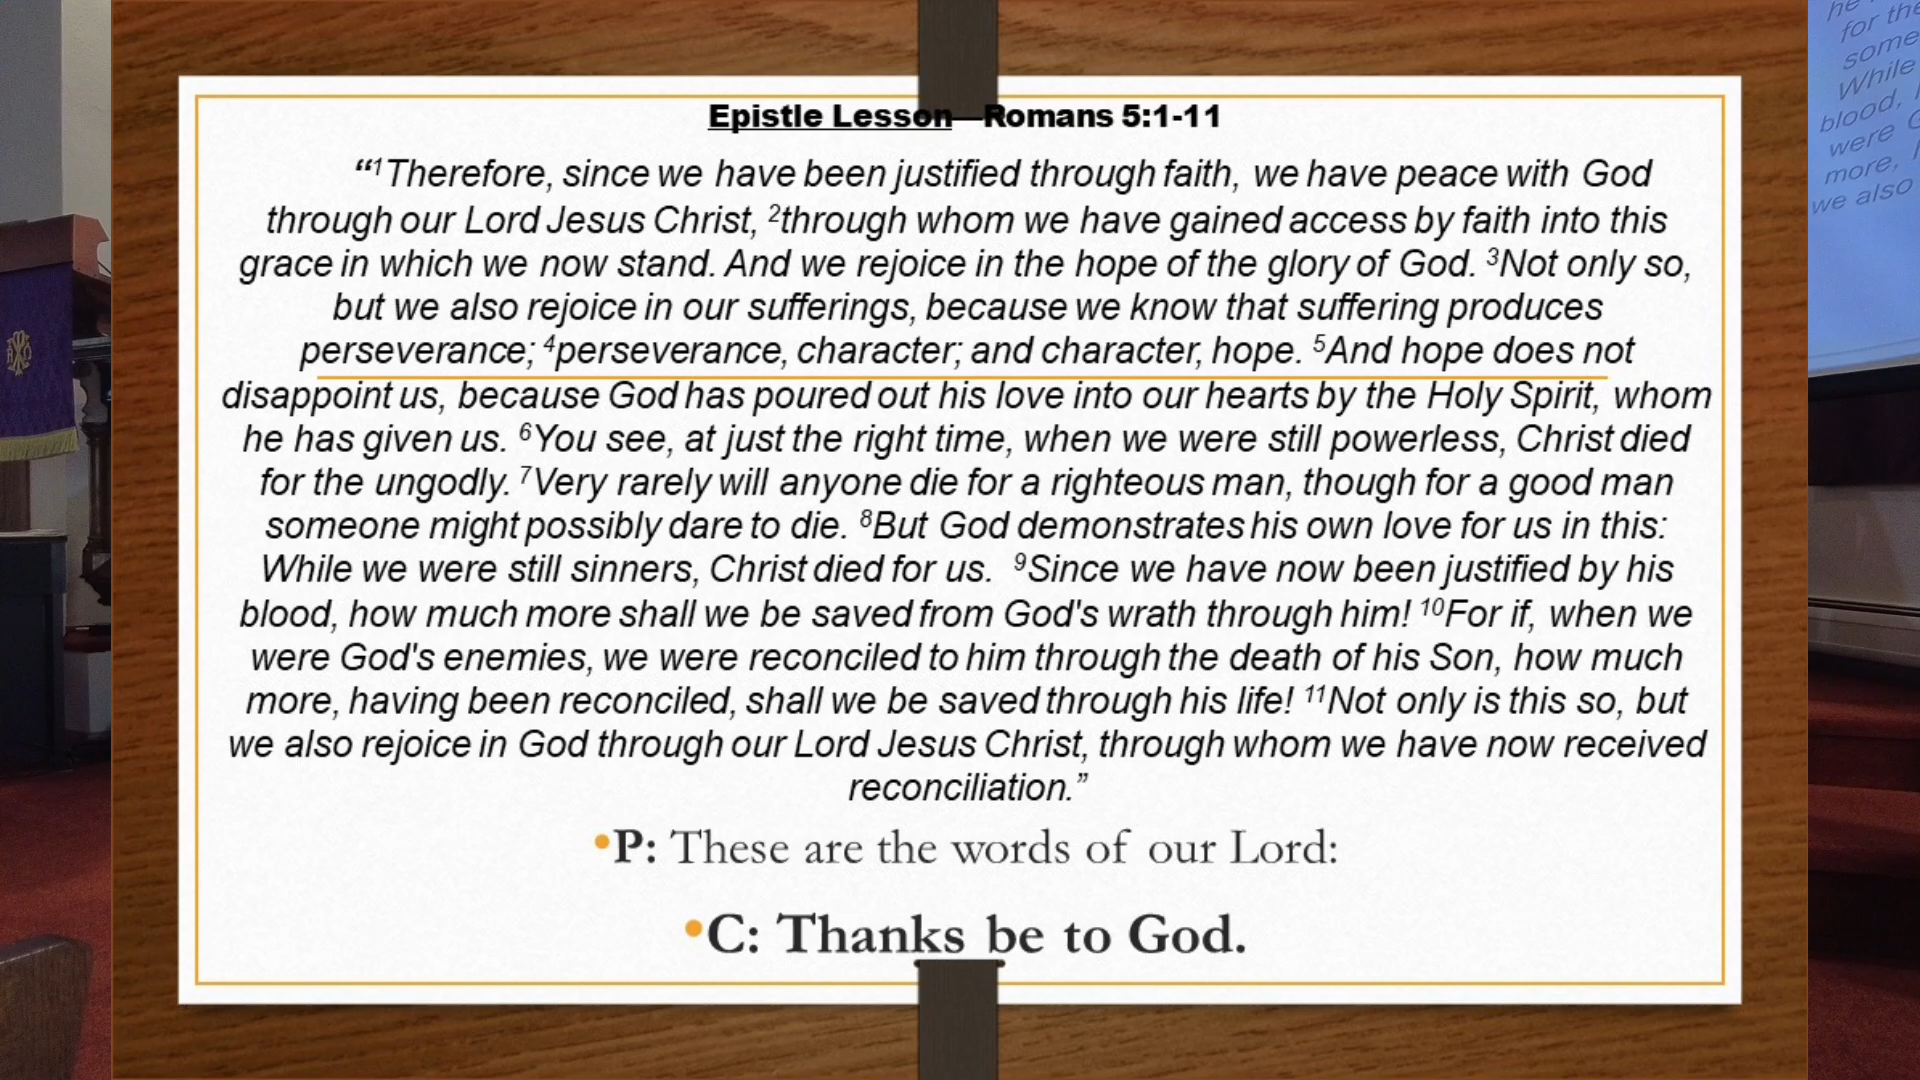 Epistle Lesson Romans 5:1-11
“1Therefore, since we have been justified through faith, we have peace with God
through our Lord Jesus Christ, 2through whom we have gained access by faith into this
grace in which we now stand. And we rejoice in the hope of the glory of God. 3Not only so,
but we also rejoice in our sufferings, because we know that suffering produces
perseverance; 4perseverance, character; and character, hope. 5And hope does not
disappoint us, because God has poured out his love into our hearts by the Holy Spirit, whom
he has given us. 6You see, at just the right time, when we were still powerless, Christ died
for the ungodly. 7Very rarely will anyone die for a righteous man, though for a good man
someone might possibly dare to die. 8But God demonstrates his own love for us in this:
While we were still sinners, Christ died for us. 9Since we have now been justified by his
blood, how much more shall we be saved from God's wrath through him! 10For if, when we
were God's enemies, we were reconciled to him through the death of his Son, how much
more, having been reconciled, shall we be saved through his life! 11Not only is this so, but
we also rejoice in God through our Lord Jesus Christ, through whom we have now received
reconciliation.”
•P: These are the words of our Lord:
•C: Thanks be to God.
he
for the
some
While
blood,
were
more,
we also